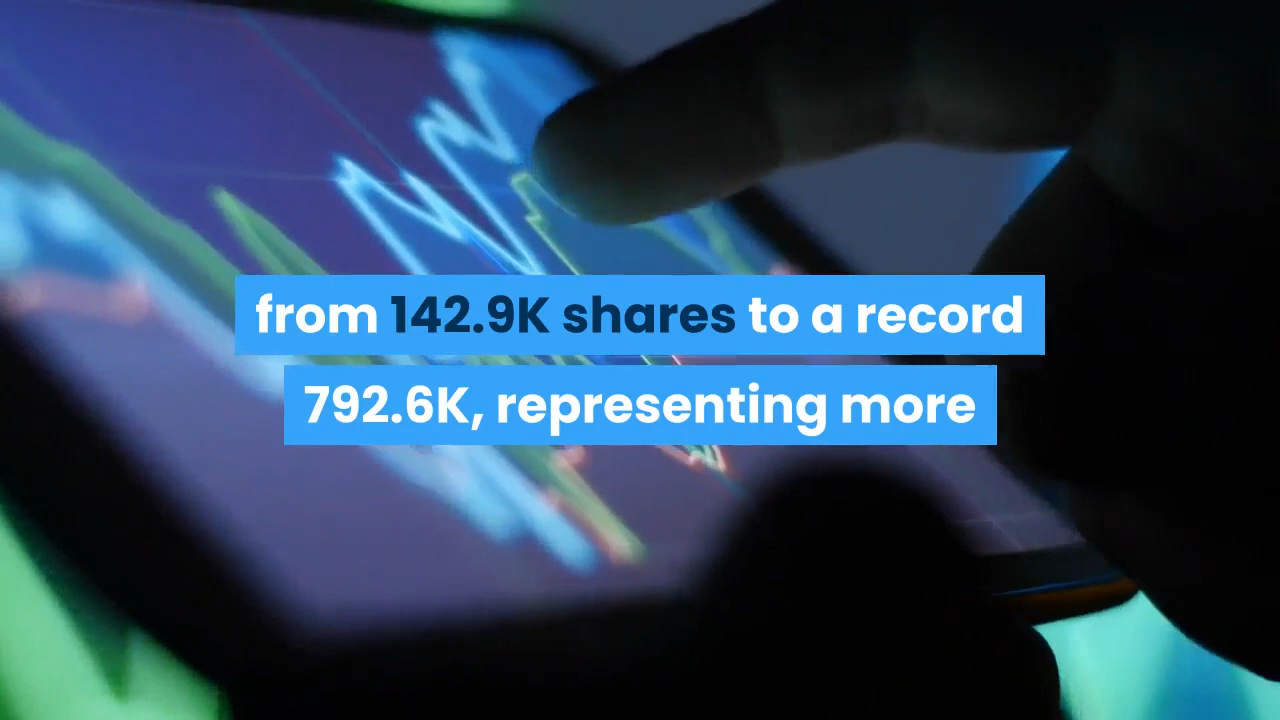 from 142.9K shares to a record
792.6K, representing more